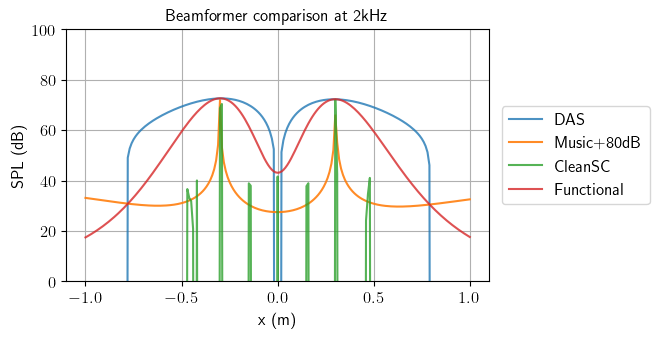 Beamformer comparison at 2kHz
SPL (dB)
100
80
60
40
20
0
−1.0
−0.5
0.0
0.5
1.0
x (m)
DAS
Music+80dB
CleanSC
Functional